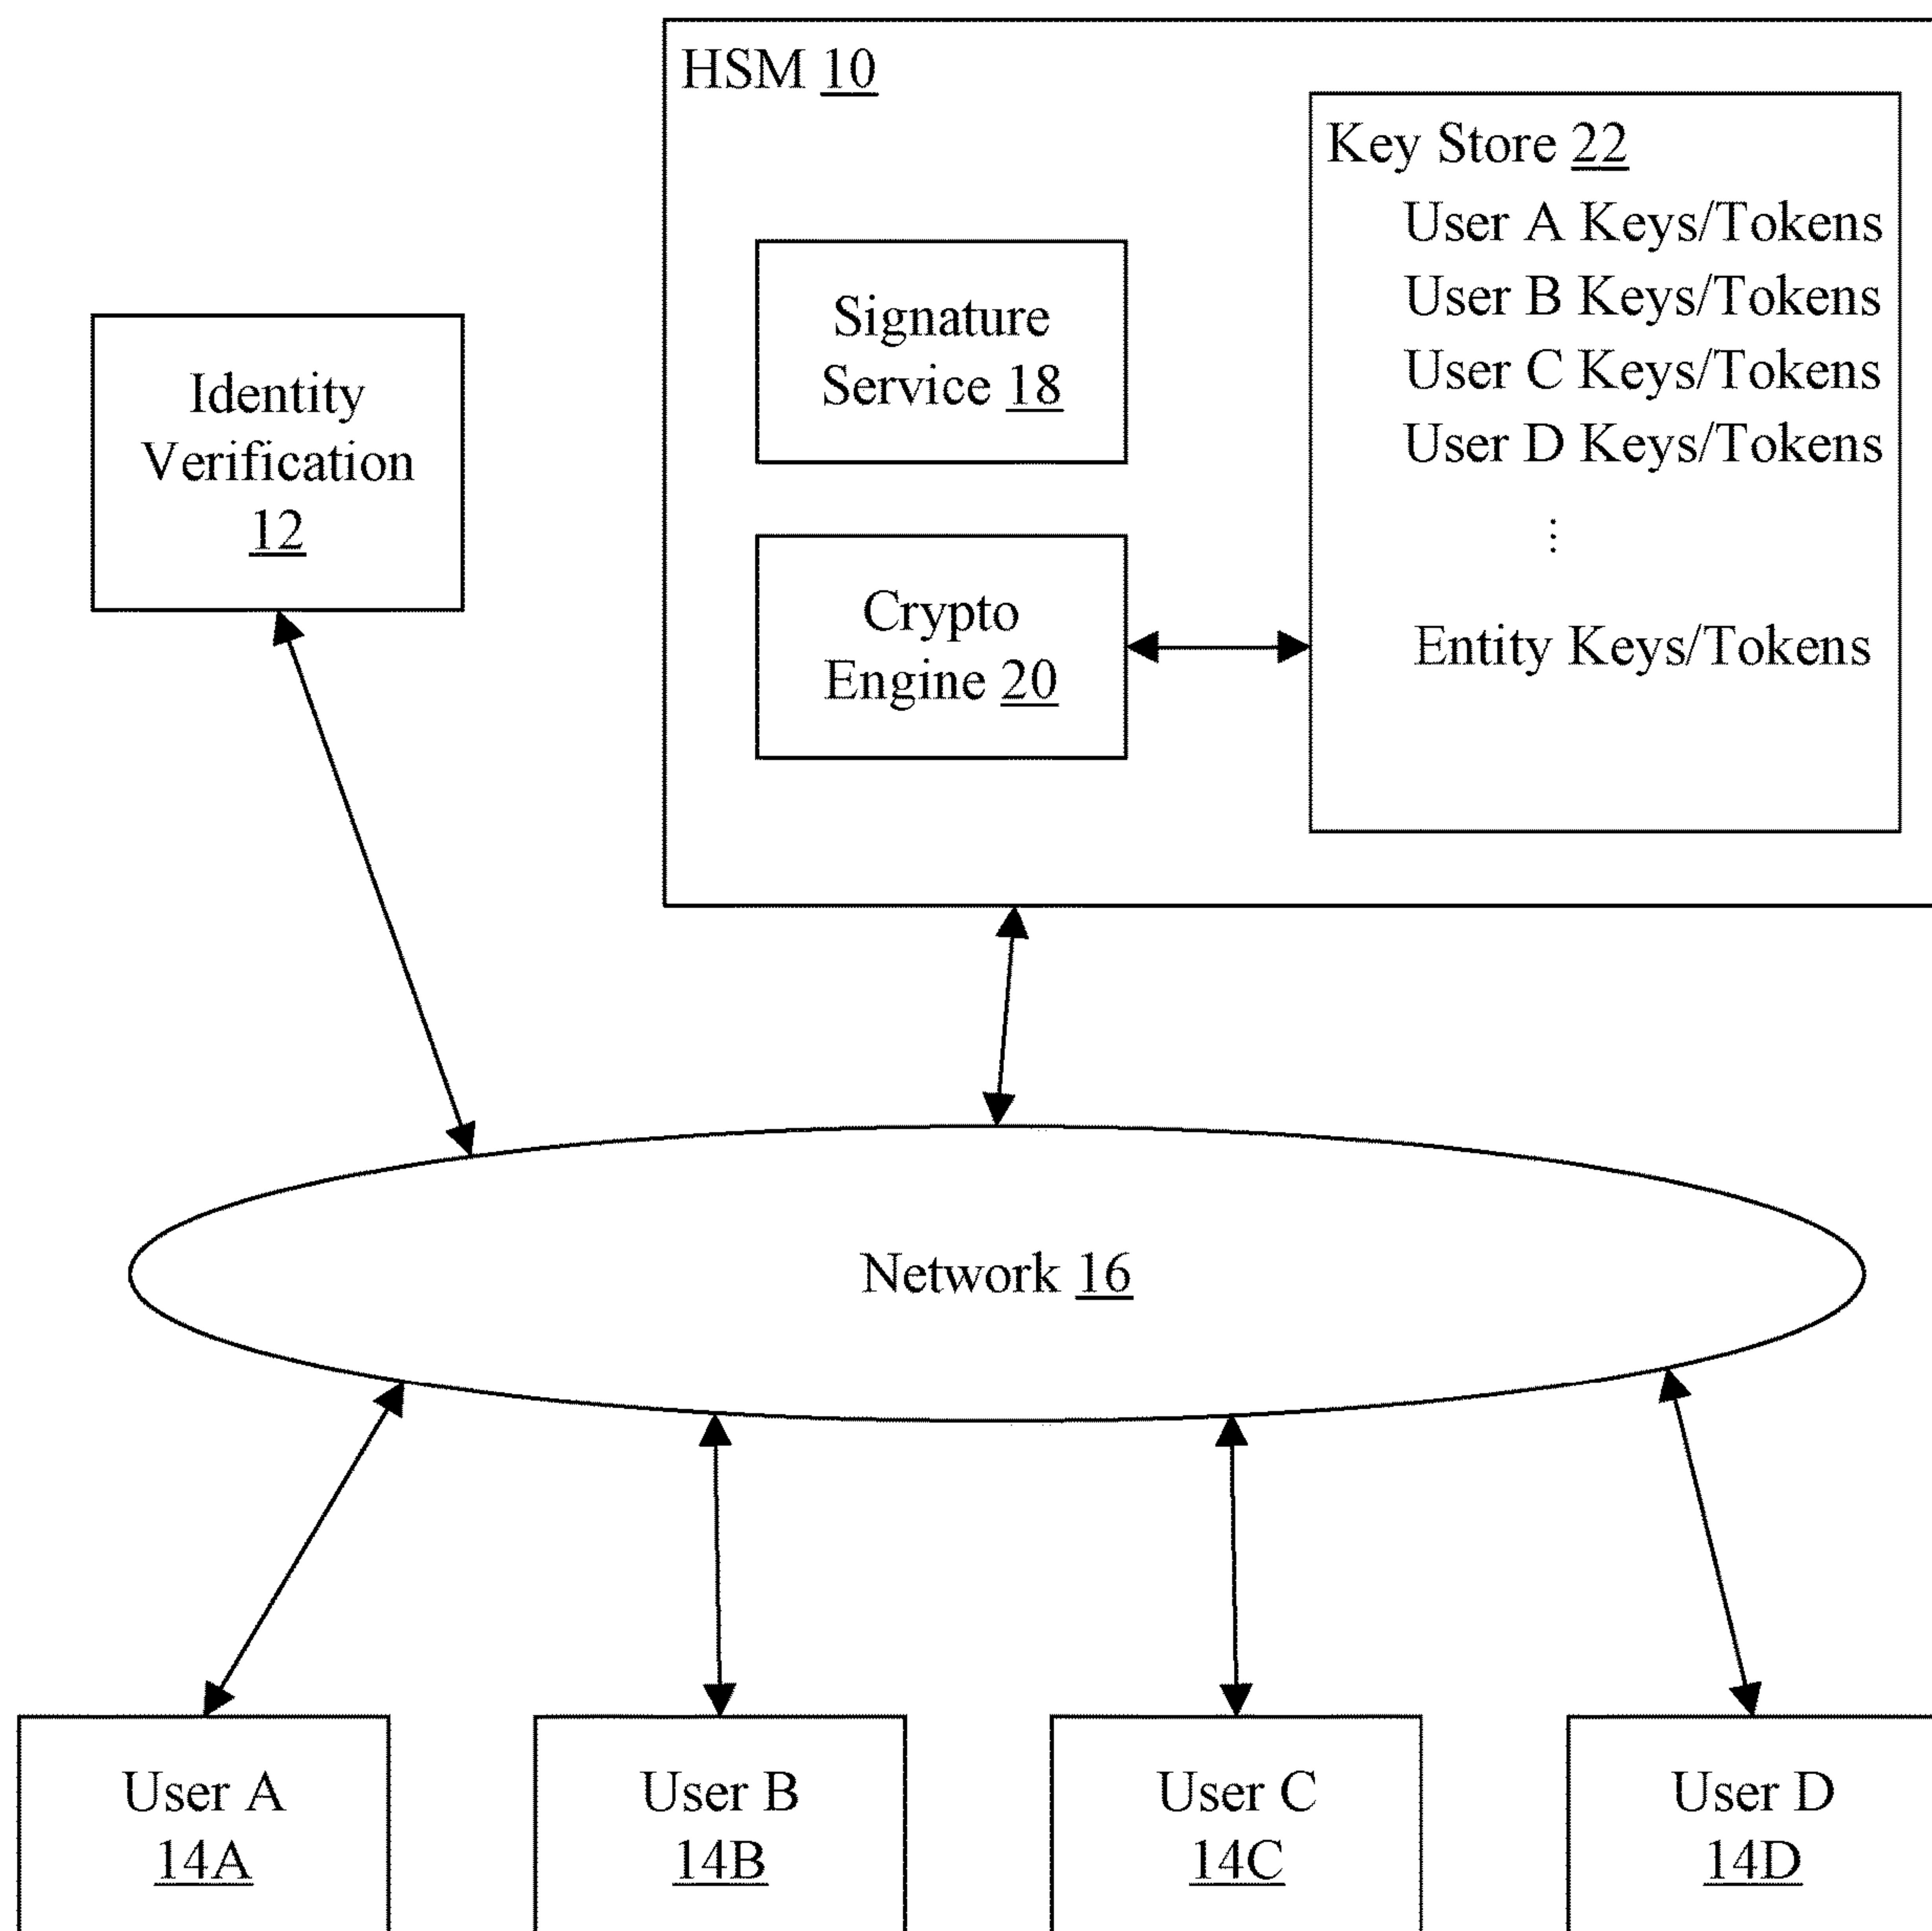 HSM 10
Key Store 22
User A Keys/Tokens
User B Keys/Tokens
User C Keys/Tokens
User D Keys/Tokens
⋮
Entity Keys/Tokens
Signature
Service 18
Crypto
Engine 20
Identity
Verification
12
Network 16
User A
14A
User B
14B
User C
14C
User D
14D